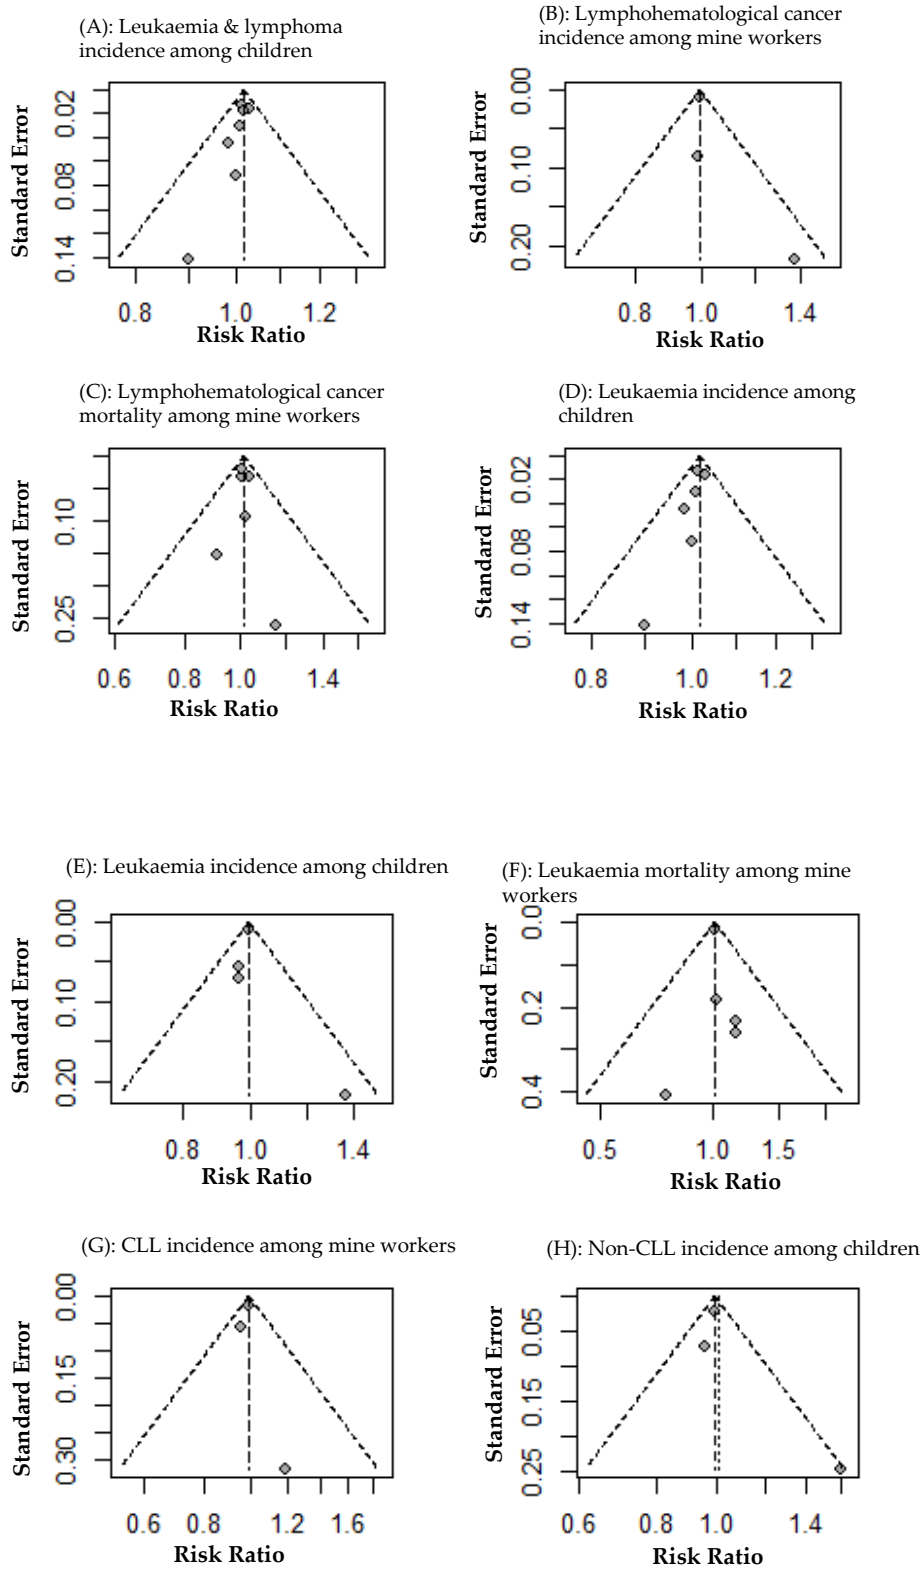 (A): Leukaemia & lymphoma
incidence among children
Standard Error
0.02
0.08
0.14
0.8 1.0 1.2
Risk Ratio
(B): Lymphohematological cancer
incidence among mine workers
Standard Error
0.00
0.10
0.20
0.8 1.0 1.4
Risk Ratio
(C): Lymphohematological cancer
mortality among mine workers
Standard Error
0.10
0.25
0.6 0.8 1.0 1.4
Risk Ratio
(D): Leukaemia incidence among
children
Standard Error
0.02
0.08
0.14
0.8 1.0 1.2
Risk Ratio
(E): Leukaemia incidence among children
Standard Error
0.00
0.10
0.20
0.8 1.0 1.4
Risk Ratio
(F): Leukaemia mortality among mine
workers
Standard Error
0.0
0.2
0.4
0.5 1.0 1.5
Risk Ratio
(G): CLL incidence among mine workers
Standard Error
0.00
0.15
0.30
0.6 0.8 1.2 1.6
Risk Ratio
(H): Non-CLL incidence among children
Standard Error
0.05
0.15
0.25
0.6 0.8 1.0 1.4
Risk Ratio